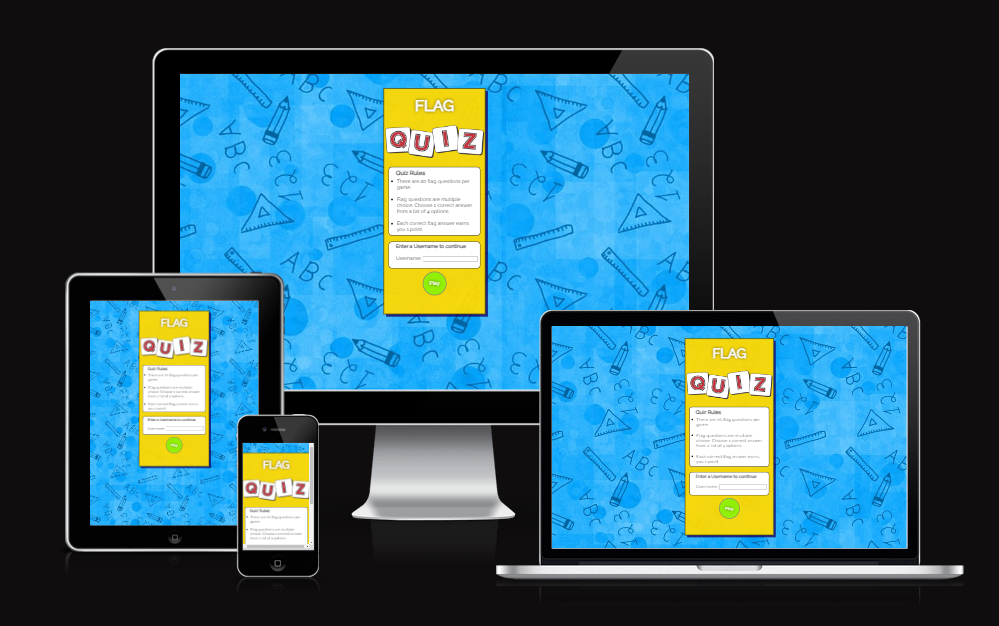 FLAG
QUIZ
Quiz Rules
There are 20 flag questions per
game.
Flag questions are multiple
choice. Choose 1 correct answer
from a list of 4 options.
Each correct flag answer earns
you 1 point
Enter a Username to continue
Username:
Play
FLAG
QUIZ
Quiz Rules
There are 20 flag questions per
game.
Flag questions are multiple
choice. Choose 1 correct answer
from a list of 4 options.
Each correct flag answer earns
you 1 point
Enter a Username to continue
Username:
Play
FLAG
QUIZ
Quiz Rules
There are 20 flag questions per
game.
Flag questions are multiple
choice. Choose 1 correct answer
from a list of 4 options.
FLAG
QUIZ
Quiz Rules
There are 20 flag questions per
game.
Flag questions are multiple
choice. Choose 1 correct answer
from a list of 4 options.
Each correct flag answer earns
you 1 point
Enter a Username to continue
Username:
Play
ABC